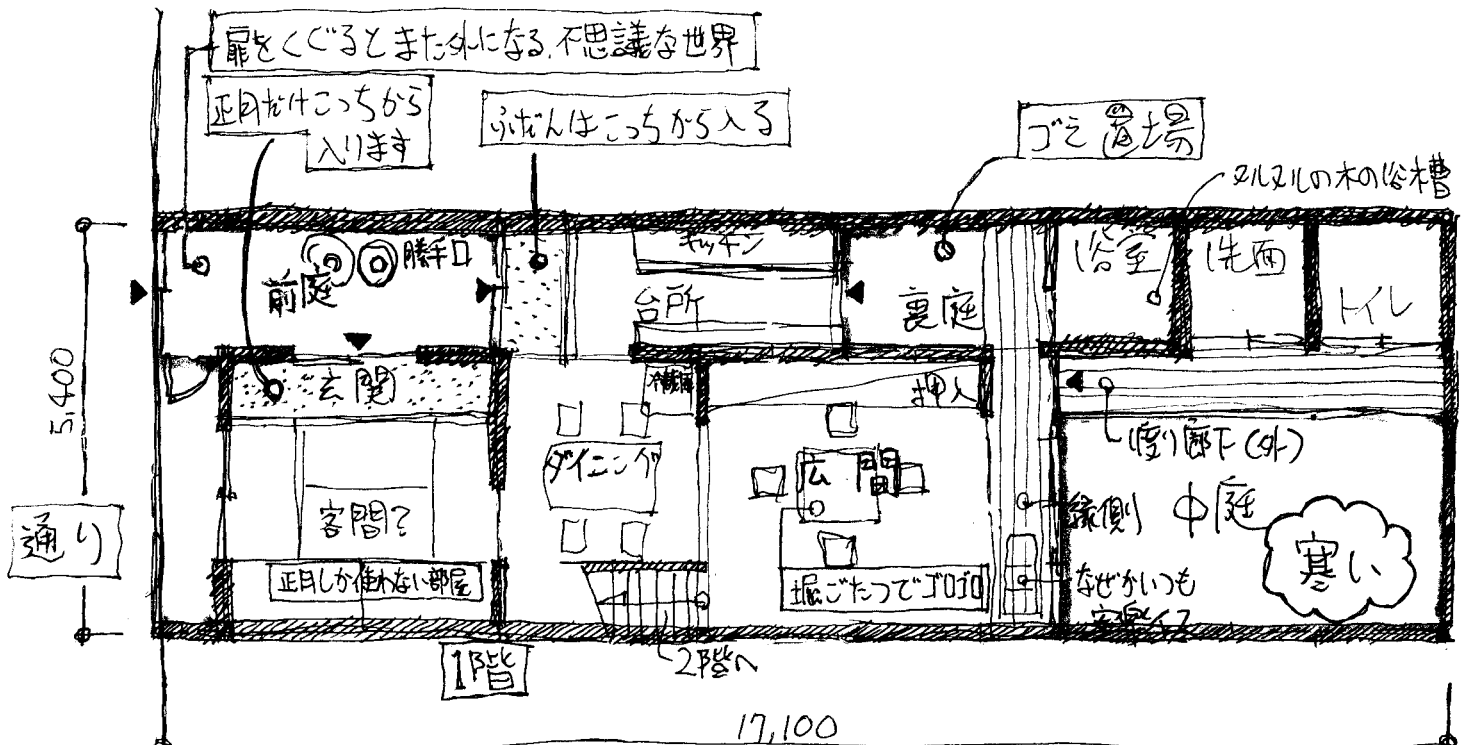 扉をくぐるとまた外になる、不思議な世界
正月だけこっちから
入ります
ふだんはこっちから入る
ゴミ置場
ヌルヌルの木の浴槽
キッチン
勝手口
前庭
台所
裏庭
浴室
洗面
トイレ
玄関
押入
5,400
ダイニング
広間
渡り廊下(外)
客間?
縁側
中庭
寒い
通り
正月しか使わない部屋
堀ごたつでゴロゴロ
なぜかいつも
1階
2階へ
17,100